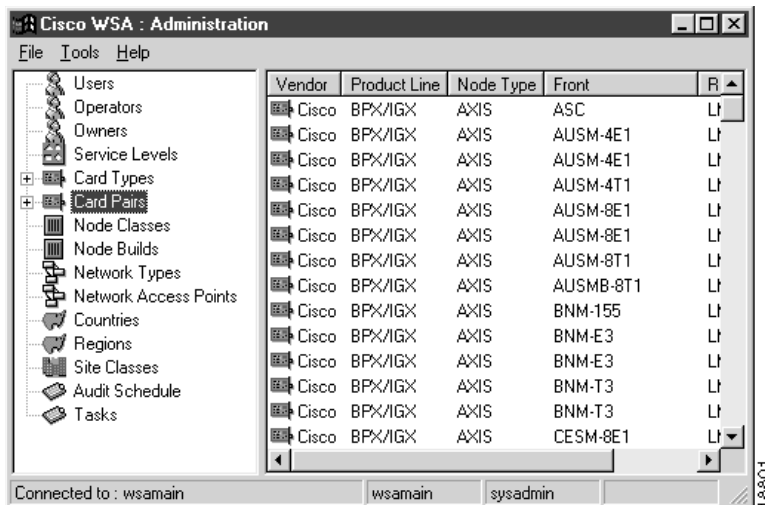 Cisco WSA : Administration
File Tools Help
Users
Operators
Owners
Service Levels
Card Types
Card Pairs
Node Classes
Node Builds
Network Types
Network Access Points
Countries
Regions
Site Classes
Audit Schedule
Tasks
Vendor Product Line Node Type Front R
Cisco BPX/IGX AXIS ASC
Cisco BPX/IGX AXIS AUSM-4E1
Cisco BPX/IGX AXIS AUSM-4E1
Cisco BPX/IGX AXIS AUSM-4T1
Cisco BPX/IGX AXIS AUSM-8E1
Cisco BPX/IGX AXIS AUSM-8E1
Cisco BPX/IGX AXIS AUSM-8T1
Cisco BPX/IGX AXIS AUSMB-8T1
Cisco BPX/IGX AXIS BNM-155
Cisco BPX/IGX AXIS BNM-E3
Cisco BPX/IGX AXIS BNM-E3
Cisco BPX/IGX AXIS BNM-T3
Cisco BPX/IGX AXIS BNM-T3
Cisco BPX/IGX AXIS CESM-8E1
Connected to : wsamain wsamain sysadmin